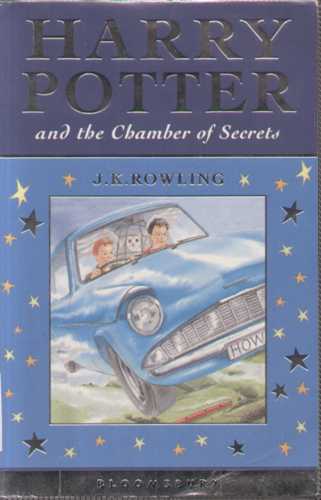 HARRY
POTTER
and the Chamber of Secrets
J.K.ROWLING
HOW
BLOOMSBURY